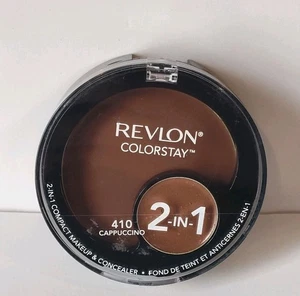 REVLON®
COLORSTAY™
410
CAPPUCCINO
2-IN-1
2-IN-1 COMPACT MAKEUP & CONCEALER • FOND DE TEINT ET ANTICERNES 2-EN-1